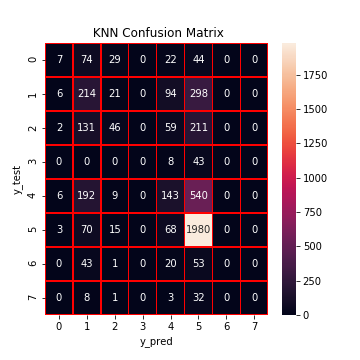 KNN Confusion Matrix
0 7 74 29 0 22 44 0 0
1 6 214 21 0 94 298 0 0
2 2 131 46 0 59 211 0 0
3 0 0 0 0 8 43 0 0
4 6 192 9 0 143 540 0 0
5 3 70 15 0 68 1980 0 0
6 0 43 1 0 20 53 0 0
7 0 8 1 0 3 32 0 0
0 1 2 3 4 5 6 7
y_pred
y_test
1750
1500
1250
1000
750
500
250
0